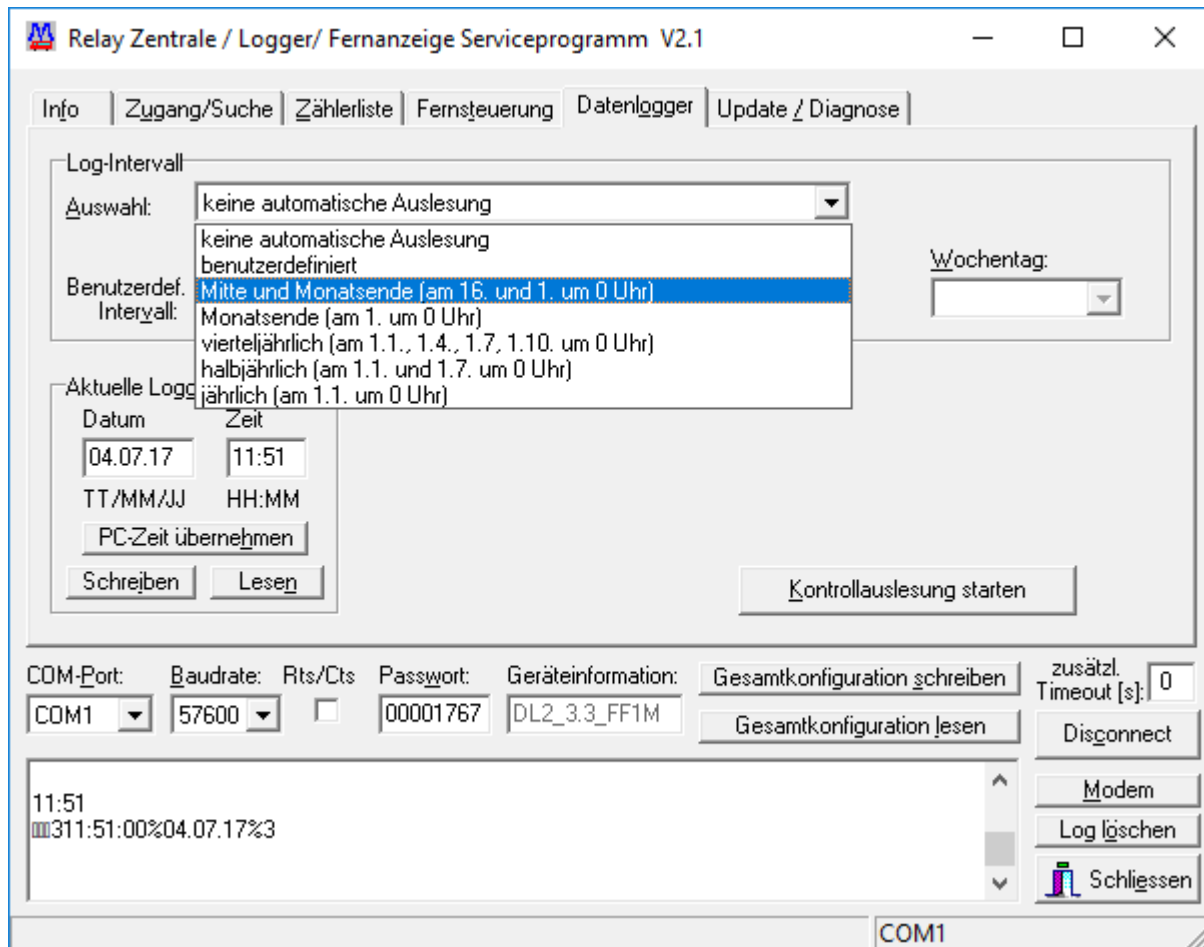 Relay Zentrale / Logger/ Fernanzeige Serviceprogramm V2.1
Info Zugang/Suche Zählerliste Fernsteuerung Datenlogger Update / Diagnose
Log-Intervall
Auswahl: keine automatische Auslesung
keine automatische Auslesung
benutzerdefiniert
Mitte und Monatsende (am 16. und 1. um 0 Uhr)
Monatsende (am 1. um 0 Uhr)
vierteljährlich (am 1.1., 1.4., 1.7, 1.10. um 0 Uhr)
halbjährlich (am 1.1. und 1.7. um 0 Uhr)
jährlich (am 1.1. um 0 Uhr)
Benutzerdef.
Intervall:
Wochentag:
Aktuelle Logg
Datum Zeit
04.07.17 11:51
TT/MM/JJ HH:MM
PC-Zeit übernehmen
Schreiben Lesen
Kontrollauslesung starten
COM-Port: Baudrate: Rts/Cts Passwort: Geräteinformation:
COM1 57600 00001767 DL2_3.3_FF1M
Gesamtkonfiguration schreiben
Gesamtkonfiguration lesen
zusätzl.
Timeout [s]: 0
Disconnect
11:51
311:51:00%04.07.17%3
Modem
Log löschen
Schliessen
COM1